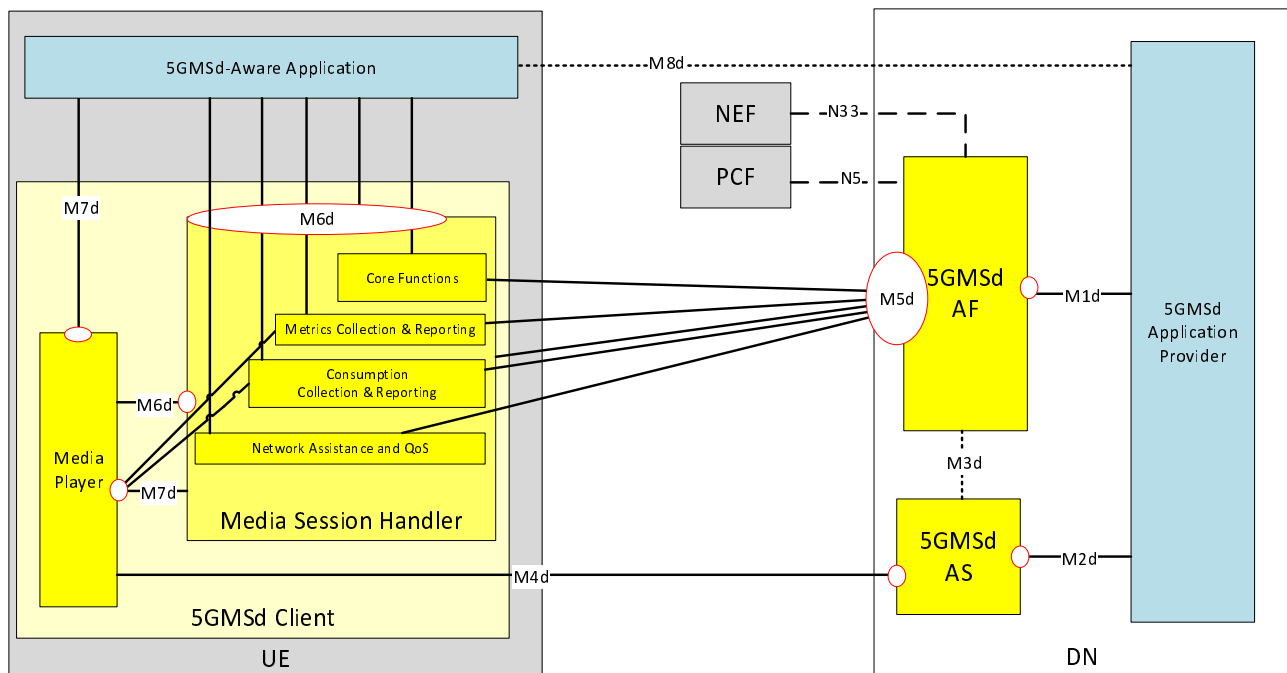 5GMSd-Aware Application
M8d
NEF
N33
PCF
N5
M7d
M6d
Core Functions
5GMSd
AF
M5d
M1d
5GMSd
Application
Provider
Metrics Collection & Reporting
Consumption
Collection & Reporting
M6d
Network Assistance and QoS
Media
Player
M7d
Media Session Handler
M3d
5GMSd
AS
M2d
M4d
5GMSd Client
UE
DN